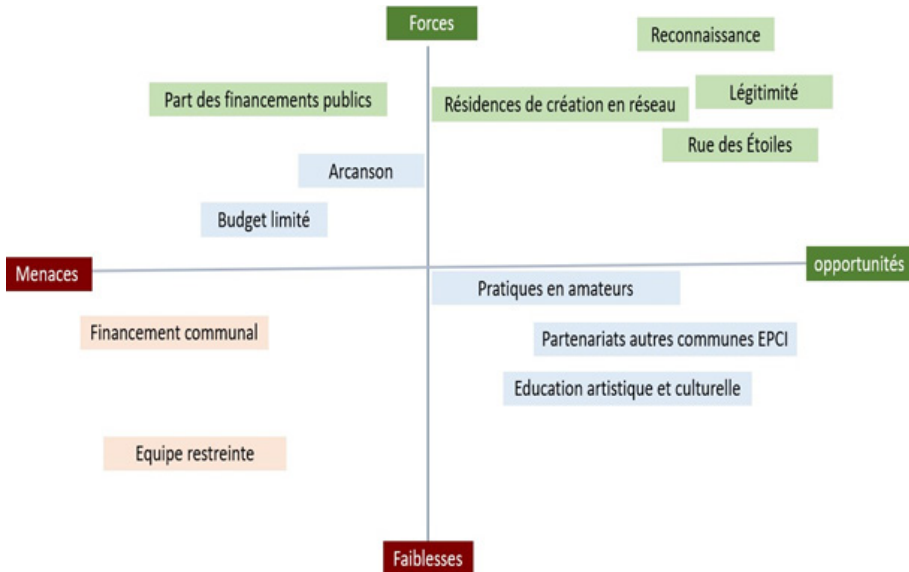 Forces
Reconnaissance
Part des financements publics
Résidences de création en réseau
Légitimité
Rue des Étoiles
Arcanson
Budget limité
Menaces
opportunités
Pratiques en amateurs
Financement communal
Partenariats autres communes EPCI
Education artistique et culturelle
Equipe restreinte
Faiblesses